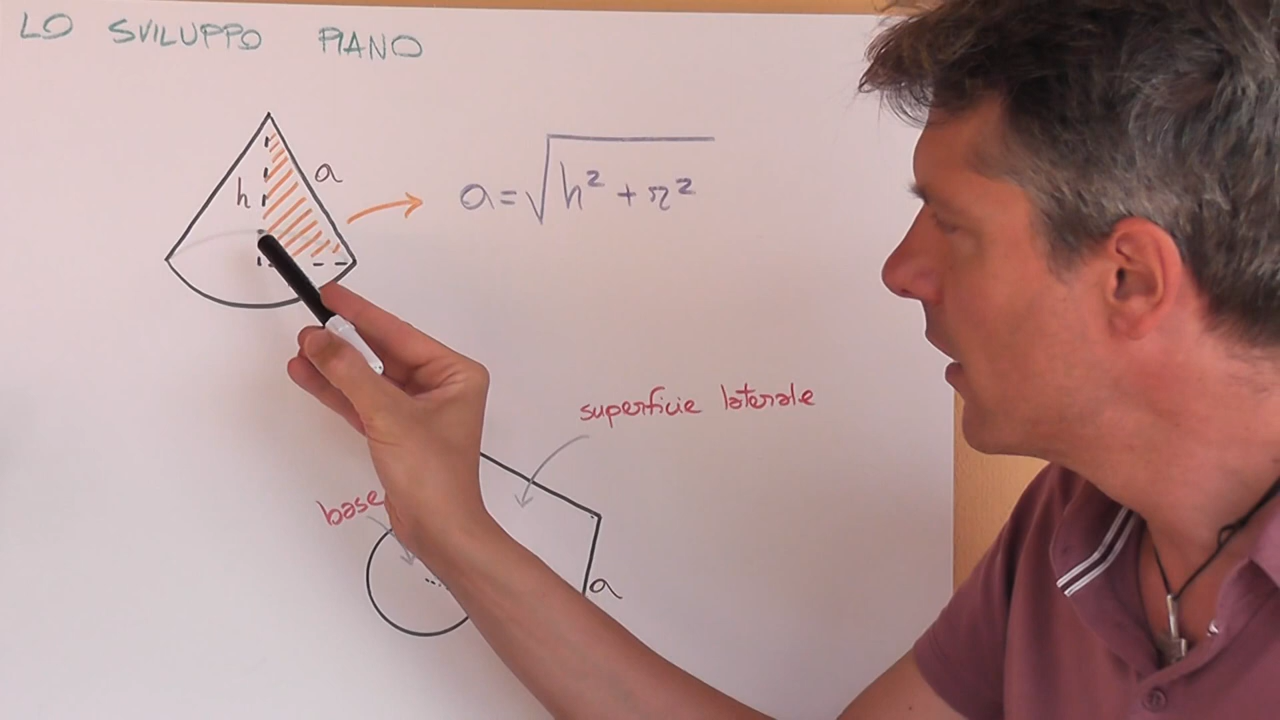 LO SVILUPPO PIANO
h
a
a=√h²+r²
superficie laterale
base
a